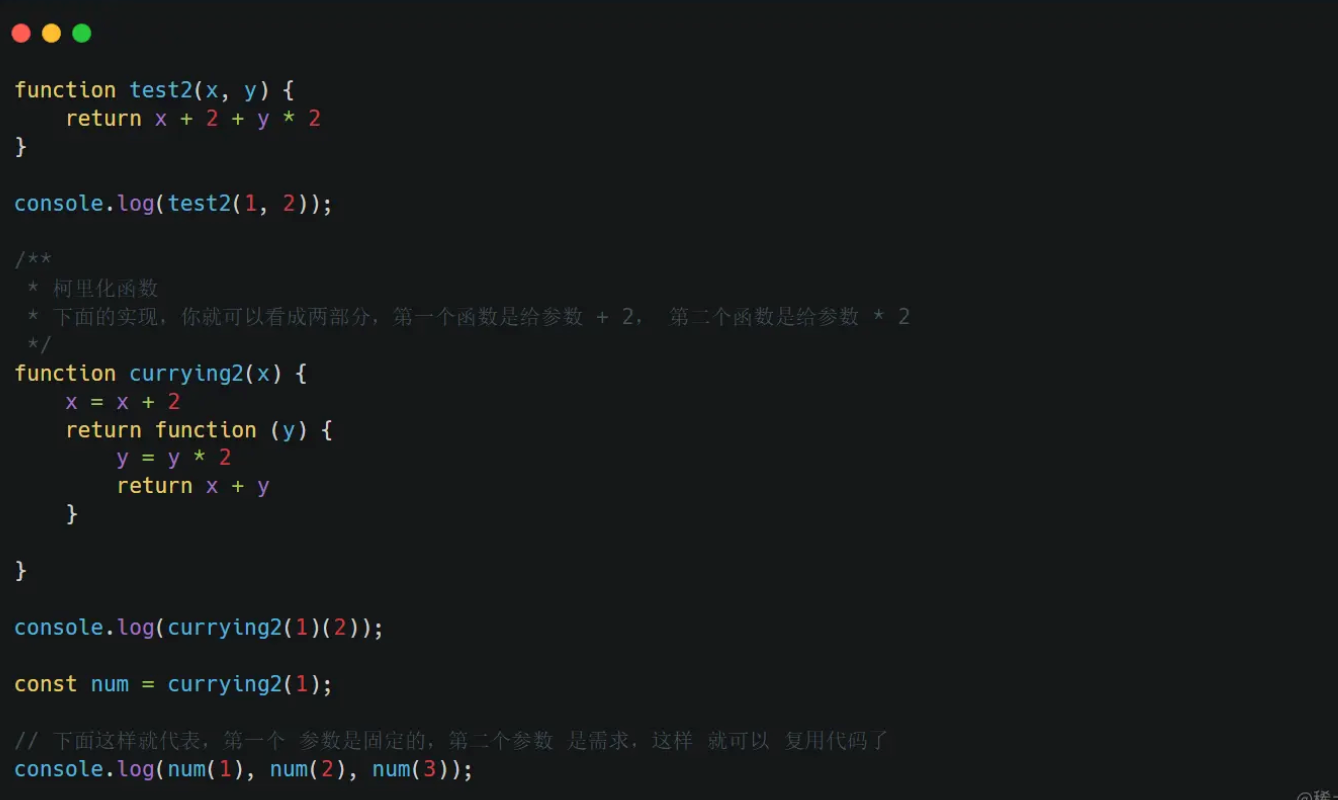 function test2(x, y) {
    return x + 2 + y * 2
}
console.log(test2(1, 2));
/**
 * 柯里化函数
 * 下面的实现，你就可以看成两部分，第一个函数是给参数 + 2， 第二个函数是给参数 * 2
 */
function currying2(x) {
    x = x + 2
    return function (y) {
        y = y * 2
        return x + y
    }
}
console.log(currying2(1)(2));
const num = currying2(1);
// 下面这样就代表，第一个 参数是固定的，第二个参数 是需求，这样 就可以 复用代码了
console.log(num(1), num(2), num(3));